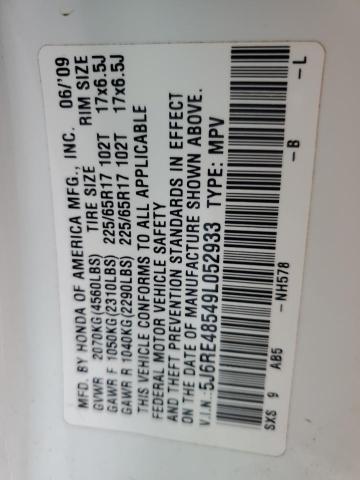 MFD. BY HONDA OF AMERICA MFG., INC. 06/'09
TIRE SIZE RIM SIZE
GVWR 2070KG(4560LBS)
GAWR F 1050KG(2310LBS) 225/65R17 102T 17x6.5J
GAWR R 1040KG(2290LBS) 225/65R17 102T 17x6.5J
THIS VEHICLE CONFORMS TO ALL APPLICABLE
FEDERAL MOTOR VEHICLE SAFETY
AND THEFT PREVENTION STANDARDS IN EFFECT
ON THE DATE OF MANUFACTURE SHOWN ABOVE.
V.I.N.:5J6RE48549L052933 TYPE: MPV
SXS 9 AB5 -NH578 -B -L